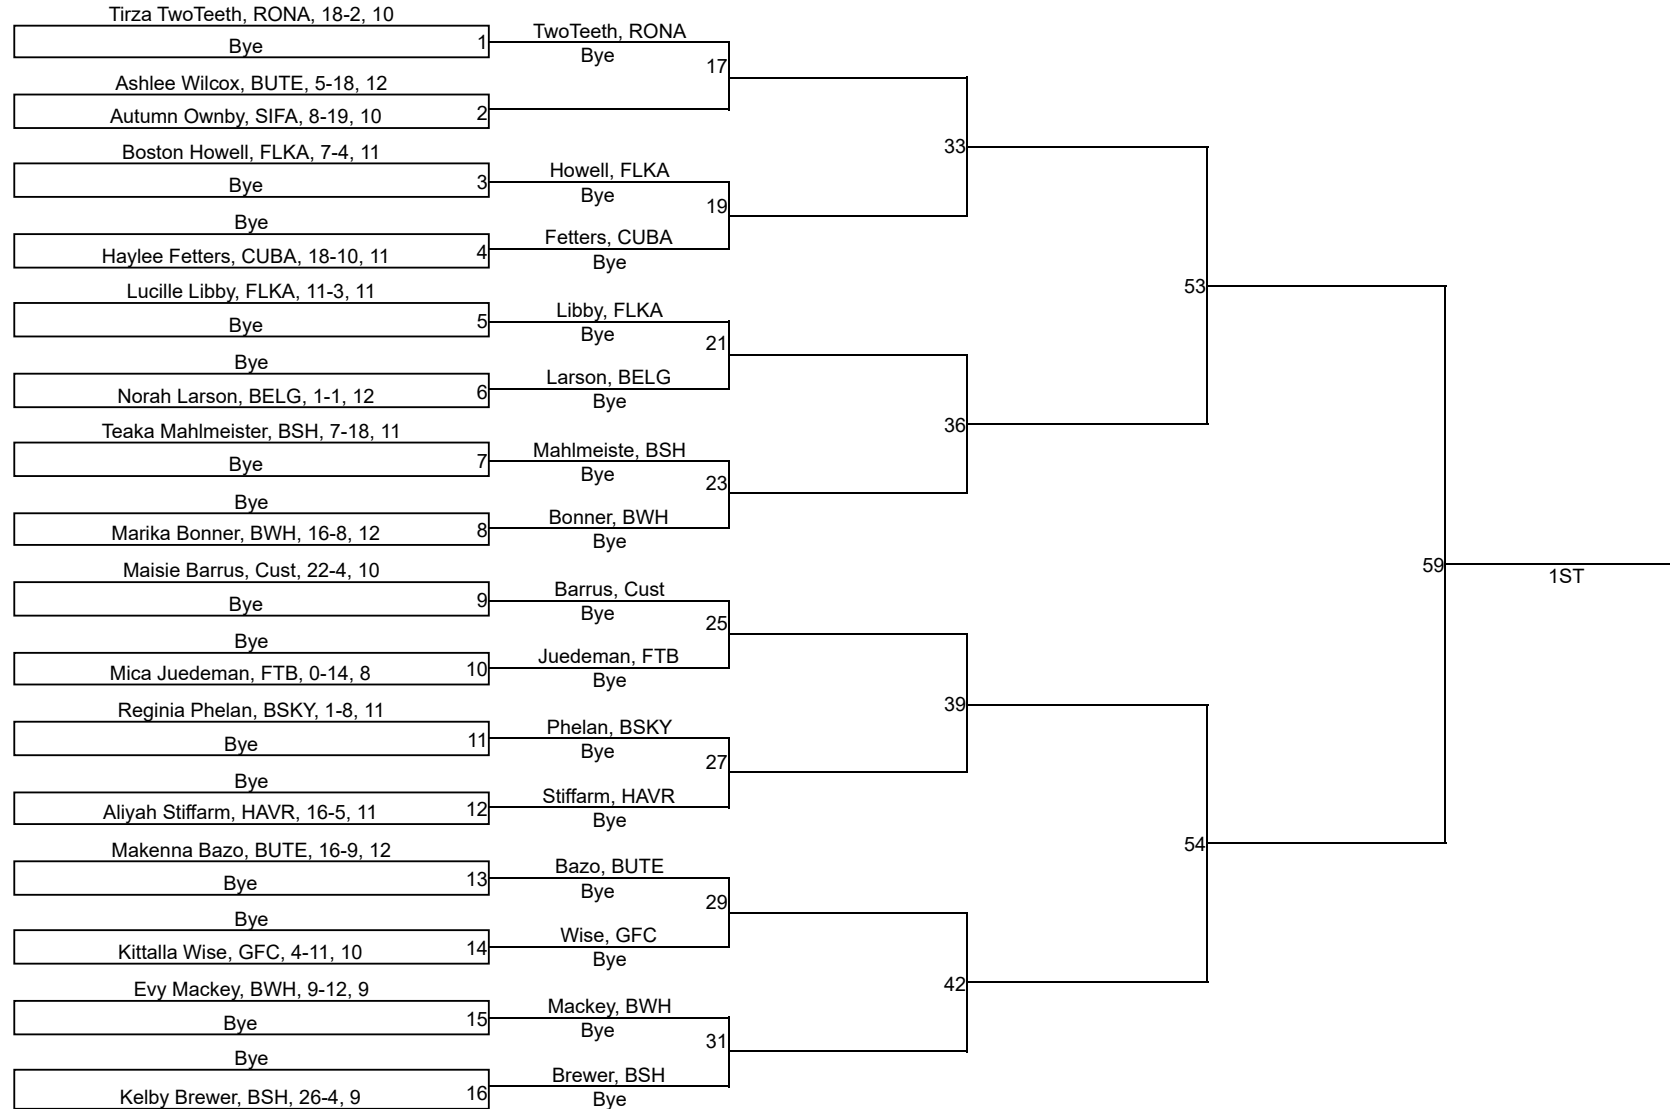 Tirza TwoTeeth, RONA, 18-2, 10
Bye
1
TwoTeeth, RONA
Bye
17
Ashlee Wilcox, BUTE, 5-18, 12
Autumn Ownby, SIFA, 8-19, 10
2
33
Boston Howell, FLKA, 7-4, 11
Bye
3
Howell, FLKA
Bye
19
Bye
Haylee Fetters, CUBA, 18-10, 11
4
Fetters, CUBA
Bye
53
Lucille Libby, FLKA, 11-3, 11
Bye
5
Libby, FLKA
Bye
21
Bye
Norah Larson, BELG, 1-1, 12
6
Larson, BELG
Bye
36
Teaka Mahlmeister, BSH, 7-18, 11
Bye
7
Mahlmeiste, BSH
Bye
23
Bye
Marika Bonner, BWH, 16-8, 12
8
Bonner, BWH
Bye
59
1ST
Maisie Barrus, Cust, 22-4, 10
Bye
9
Barrus, Cust
Bye
25
Bye
Mica Juedeman, FTB, 0-14, 8
10
Juedeman, FTB
Bye
39
Reginia Phelan, BSKY, 1-8, 11
Bye
11
Phelan, BSKY
Bye
27
Bye
Aliyah Stiffarm, HAVR, 16-5, 11
12
Stiffarm, HAVR
Bye
54
Makenna Bazo, BUTE, 16-9, 12
Bye
13
Bazo, BUTE
Bye
29
Bye
Kittalla Wise, GFC, 4-11, 10
14
Wise, GFC
Bye
42
Evy Mackey, BWH, 9-12, 9
Bye
15
Mackey, BWH
Bye
31
Bye
Kelby Brewer, BSH, 26-4, 9
16
Brewer, BSH
Bye